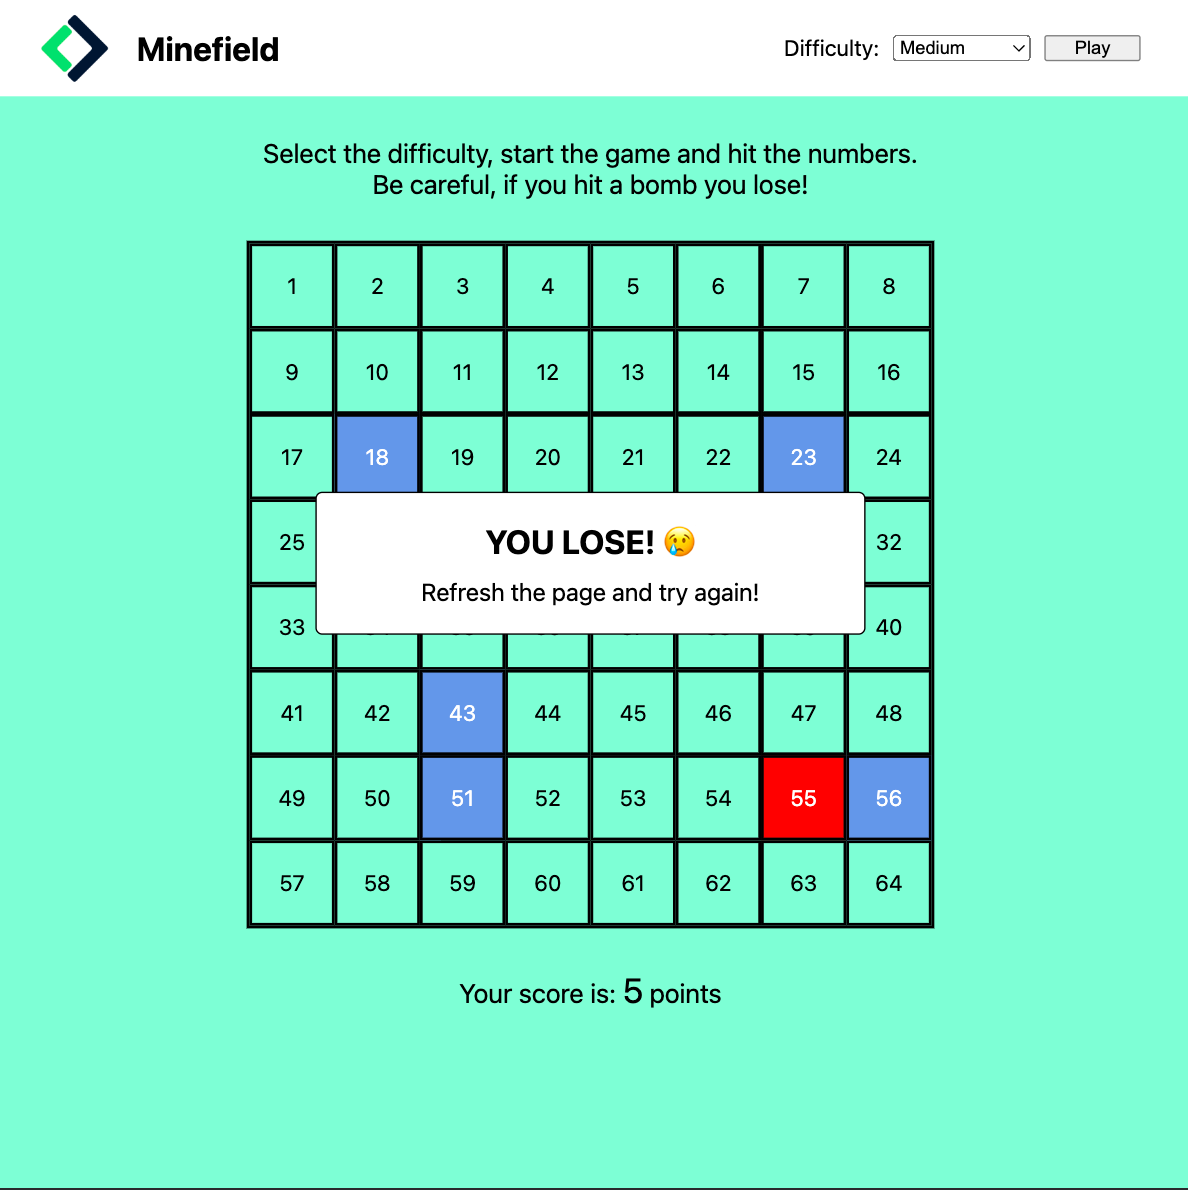 Minefield
Difficulty: Medium Play
Select the difficulty, start the game and hit the numbers.
Be careful, if you hit a bomb you lose!
1 2 3 4 5 6 7 8
9 10 11 12 13 14 15 16
17 18 19 20 21 22 23 24
25 32
YOU LOSE! 😢
Refresh the page and try again!
33 40
41 42 43 44 45 46 47 48
49 50 51 52 53 54 55 56
57 58 59 60 61 62 63 64
Your score is: 5 points